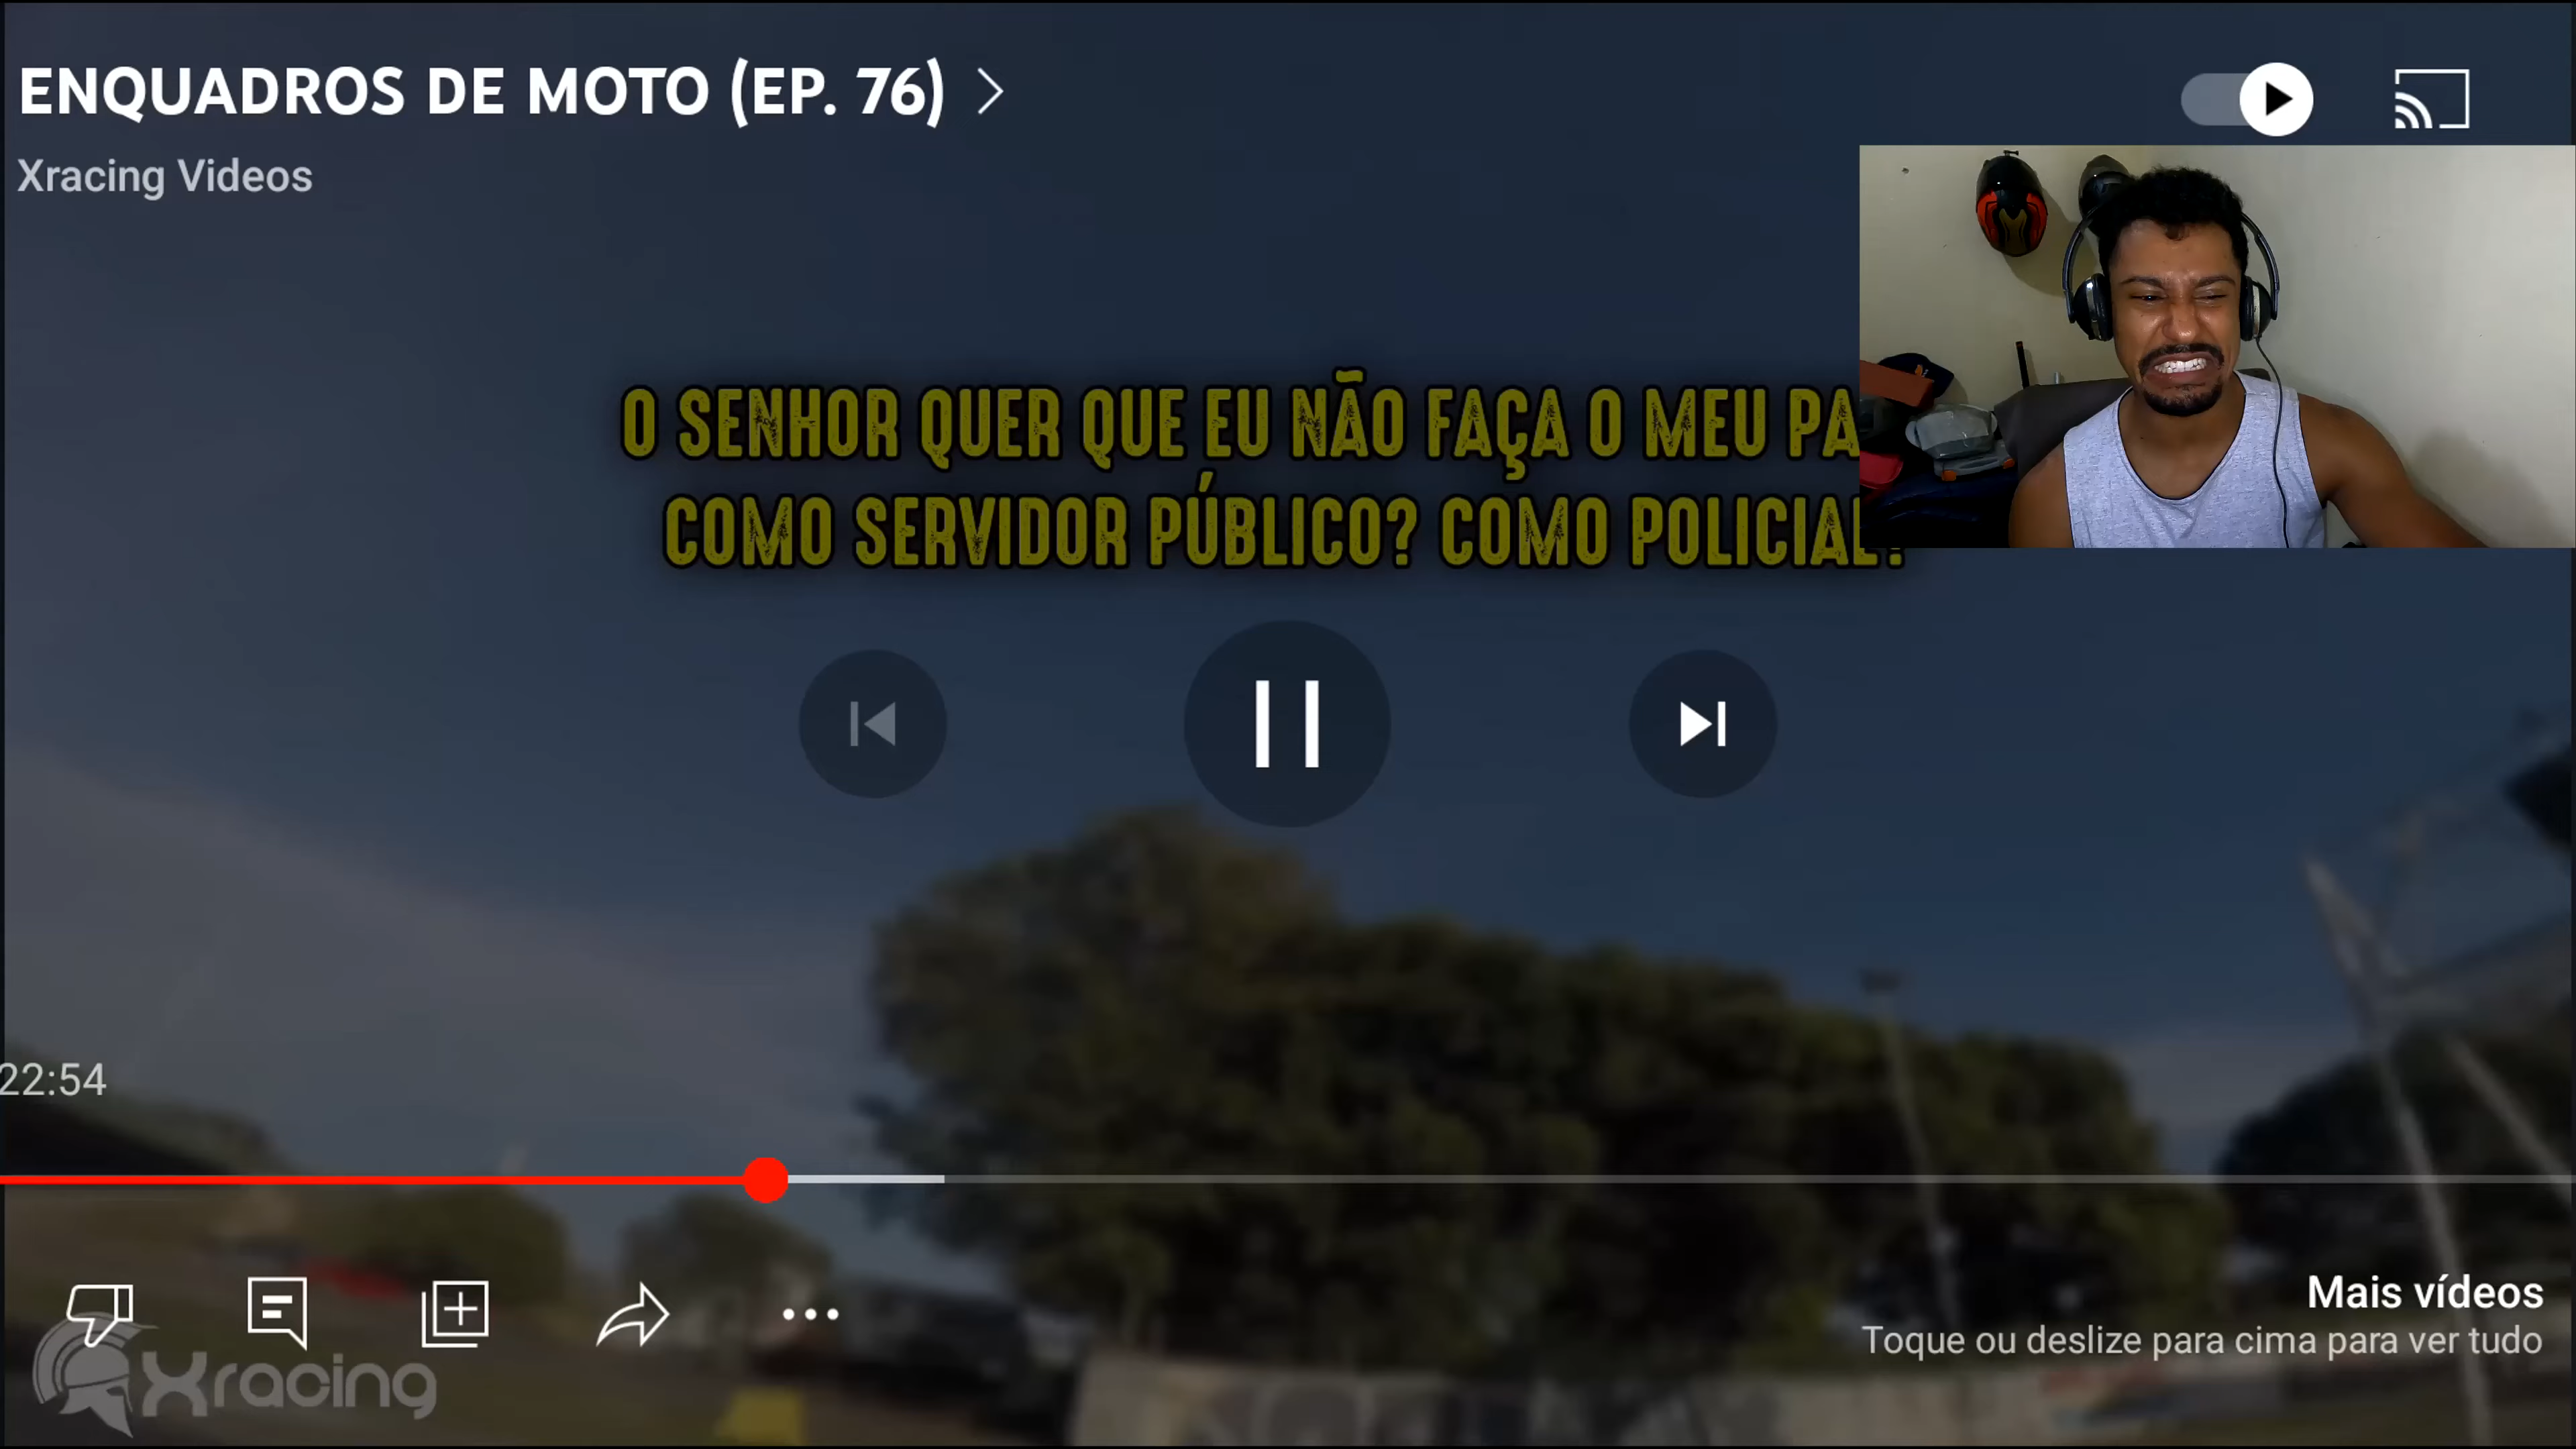 ENQUADROS DE MOTO (EP. 76)
Xracing Videos
O SENHOR QUER QUE EU NÃO FAÇA O MEU
COMO SERVIDOR PÚBLICO? COMO POLICIAL?
22:54
Mais vídeos
Toque ou deslize para cima para ver tudo
Xracing